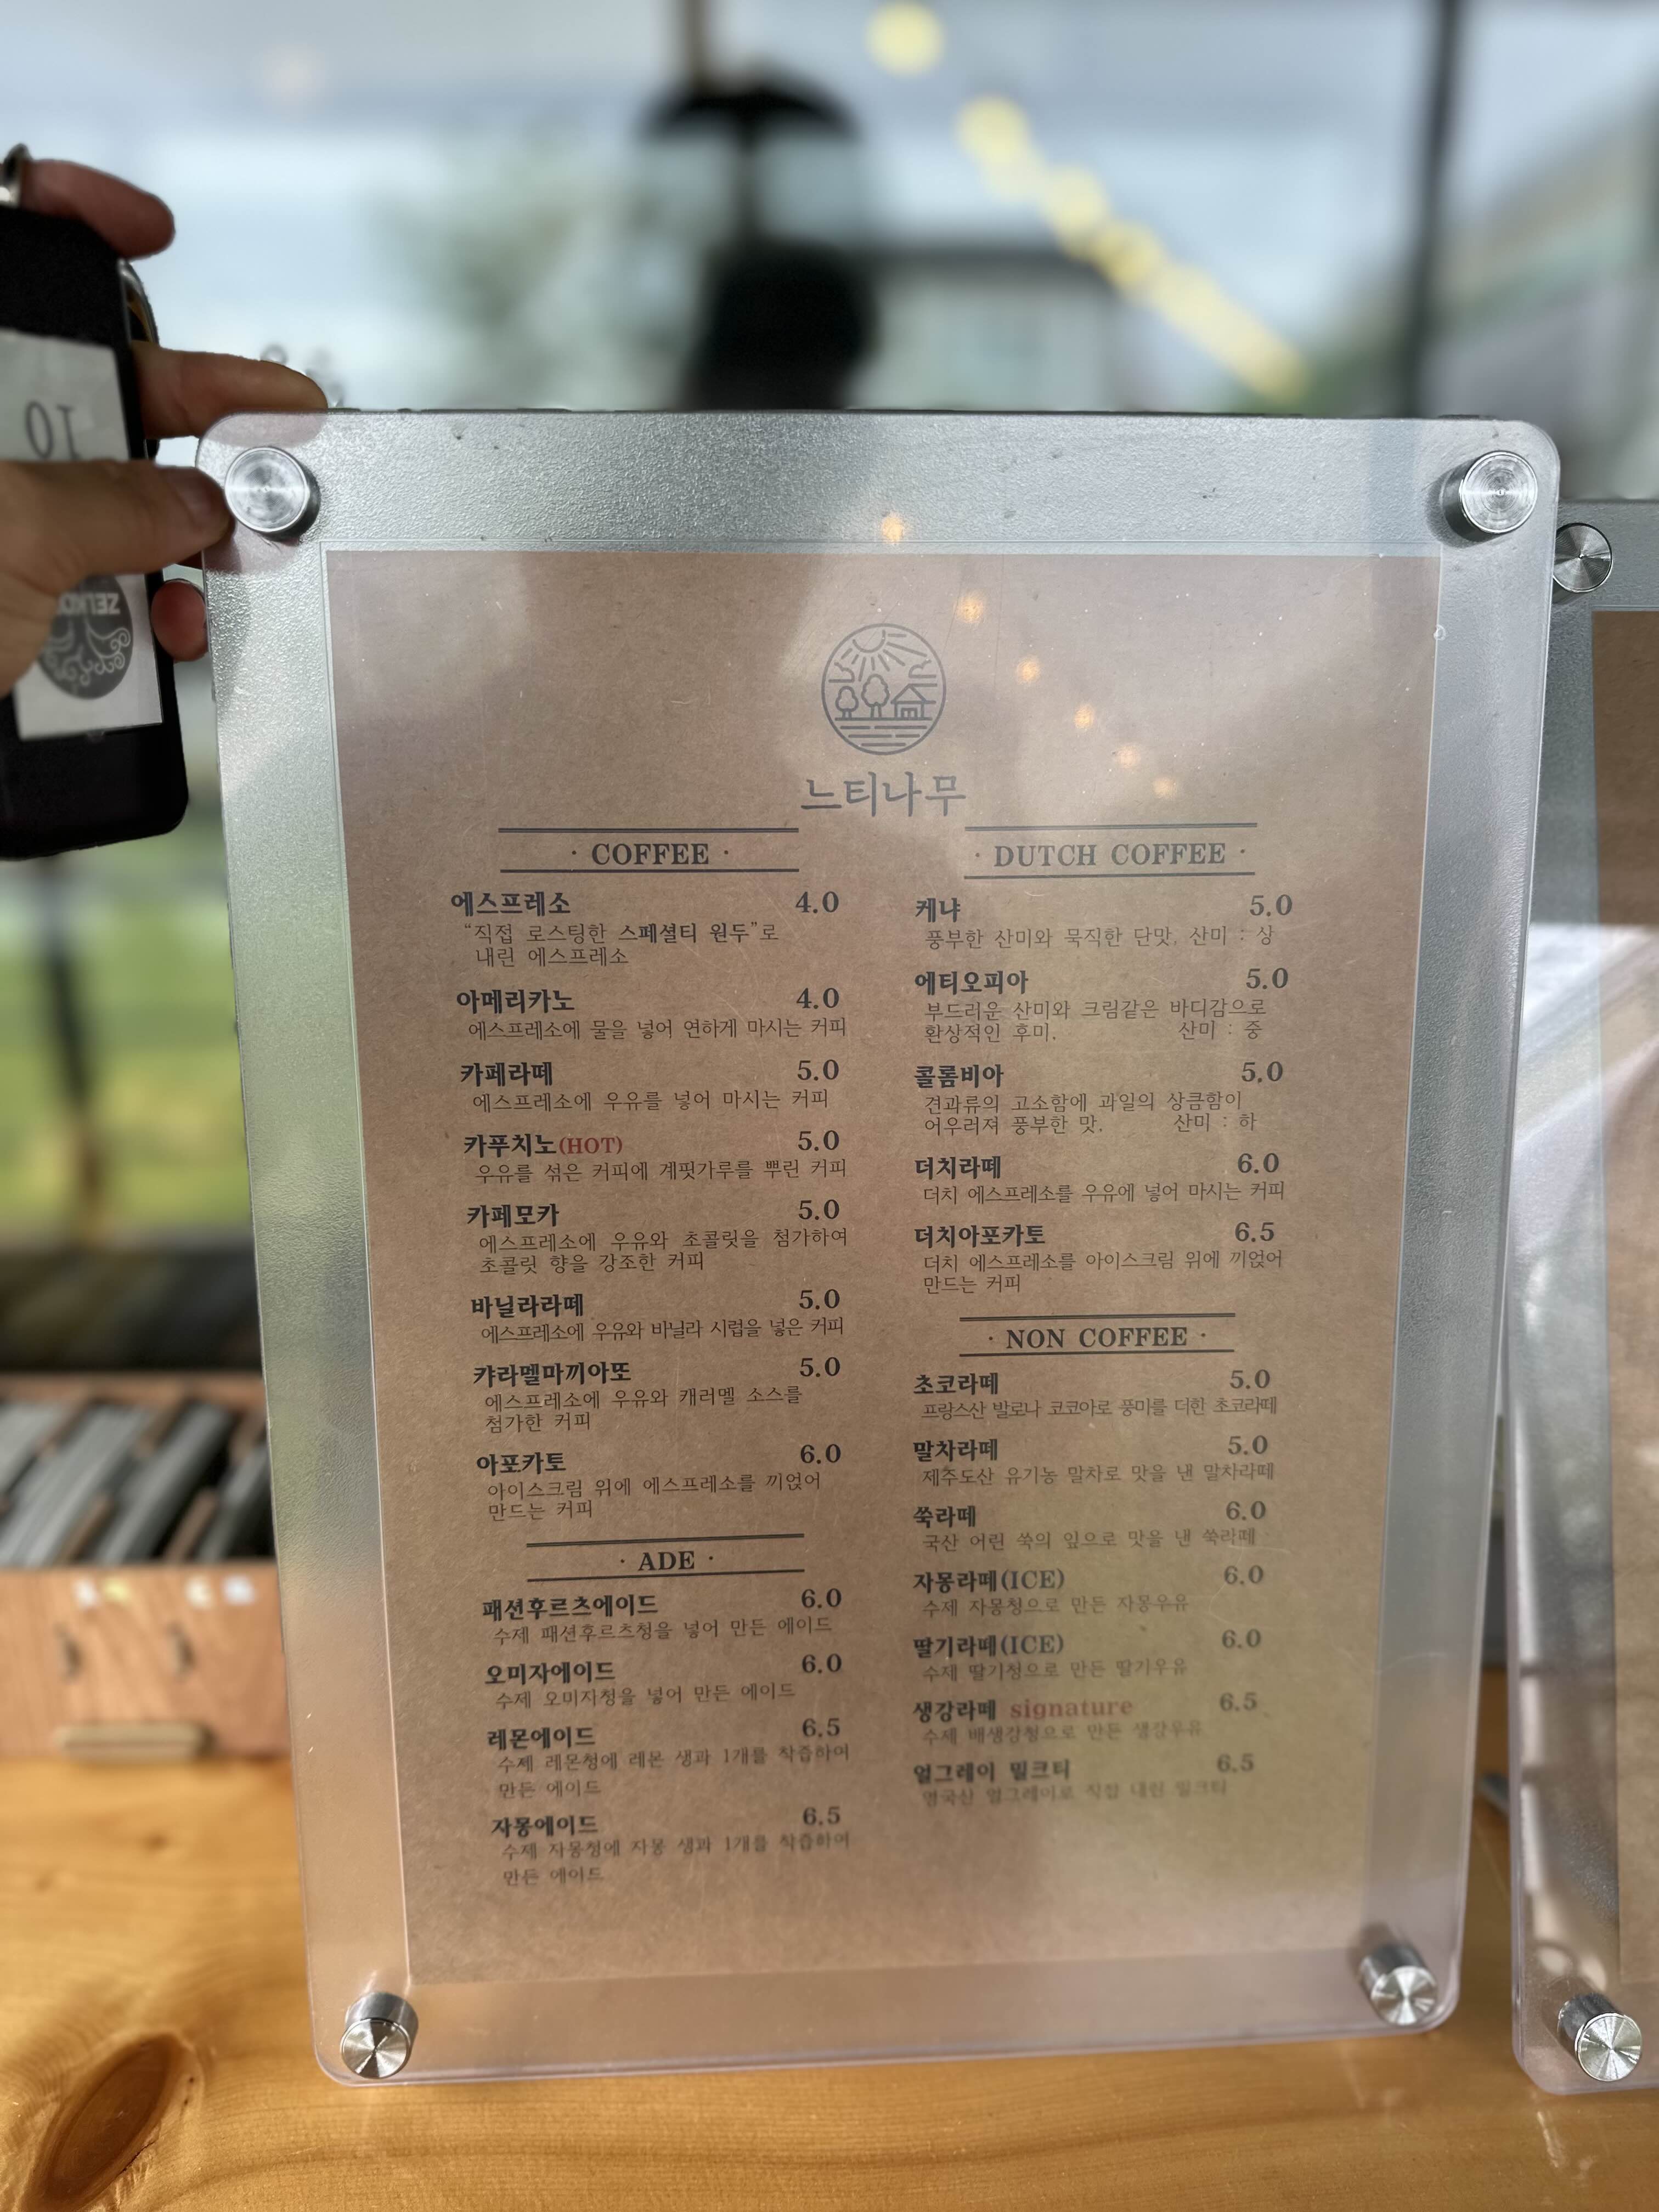 10
느티나무
· COFFEE ·
에스프레소 4.0
“직접 로스팅한 스페셜티 원두”로
내린 에스프레소
아메리카노 4.0
에스프레소에 물을 넣어 연하게 마시는 커피
카페라떼 5.0
에스프레소에 우유를 넣어 마시는 커피
카푸치노(HOT) 5.0
우유를 섞은 커피에 계핏가루를 뿌린 커피
카페모카 5.0
에스프레소에 우유와 초콜릿을 첨가하여
초콜릿 향을 강조한 커피
바닐라라떼 5.0
에스프레소에 우유와 바닐라 시럽을 넣은 커피
캬라멜마끼아또 5.0
에스프레소에 우유와 캐러멜 소스를
첨가한 커피
아포카토 6.0
아이스크림 위에 에스프레소를 끼얹어
만드는 커피
· ADE ·
패션후르츠에이드 6.0
수제 패션후르츠청을 넣어 만든 에이드
오미자에이드 6.0
수제 오미자청을 넣어 만든 에이드
레몬에이드 6.5
수제 레몬청에 레몬 생과 1개를 착즙하여
만든 에이드
자몽에이드 6.5
수제 자몽청에 자몽 생과 1개를 착즙하여
만든 에이드
· DUTCH COFFEE ·
케냐 5.0
풍부한 산미와 묵직한 단맛, 산미 : 상
에티오피아 5.0
부드리운 산미와 크림같은 바디감으로
환상적인 후미. 산미 : 중
콜롬비아 5.0
견과류의 고소함에 과일의 상큼함이
어우러져 풍부한 맛. 산미 : 하
더치라떼 6.0
더치 에스프레소를 우유에 넣어 마시는 커피
더치아포카토 6.5
더치 에스프레소를 아이스크림 위에 끼얹어
만드는 커피
· NON COFFEE ·
초코라떼 5.0
프랑스산 발로나 코코아로 풍미를 더한 초코라떼
말차라떼 5.0
제주도산 유기농 말차로 맛을 낸 말차라떼
쑥라떼 6.0
국산 어린 쑥의 잎으로 맛을 낸 쑥라떼
자몽라떼(ICE) 6.0
수제 자몽청으로 만든 자몽우유
딸기라떼(ICE) 6.0
수제 딸기청으로 만든 딸기우유
생강라떼 signature 6.5
수제 배생강청으로 만든 생강우유
얼그레이 밀크티 6.5
영국산 얼그레이로 직접 내린 밀크티